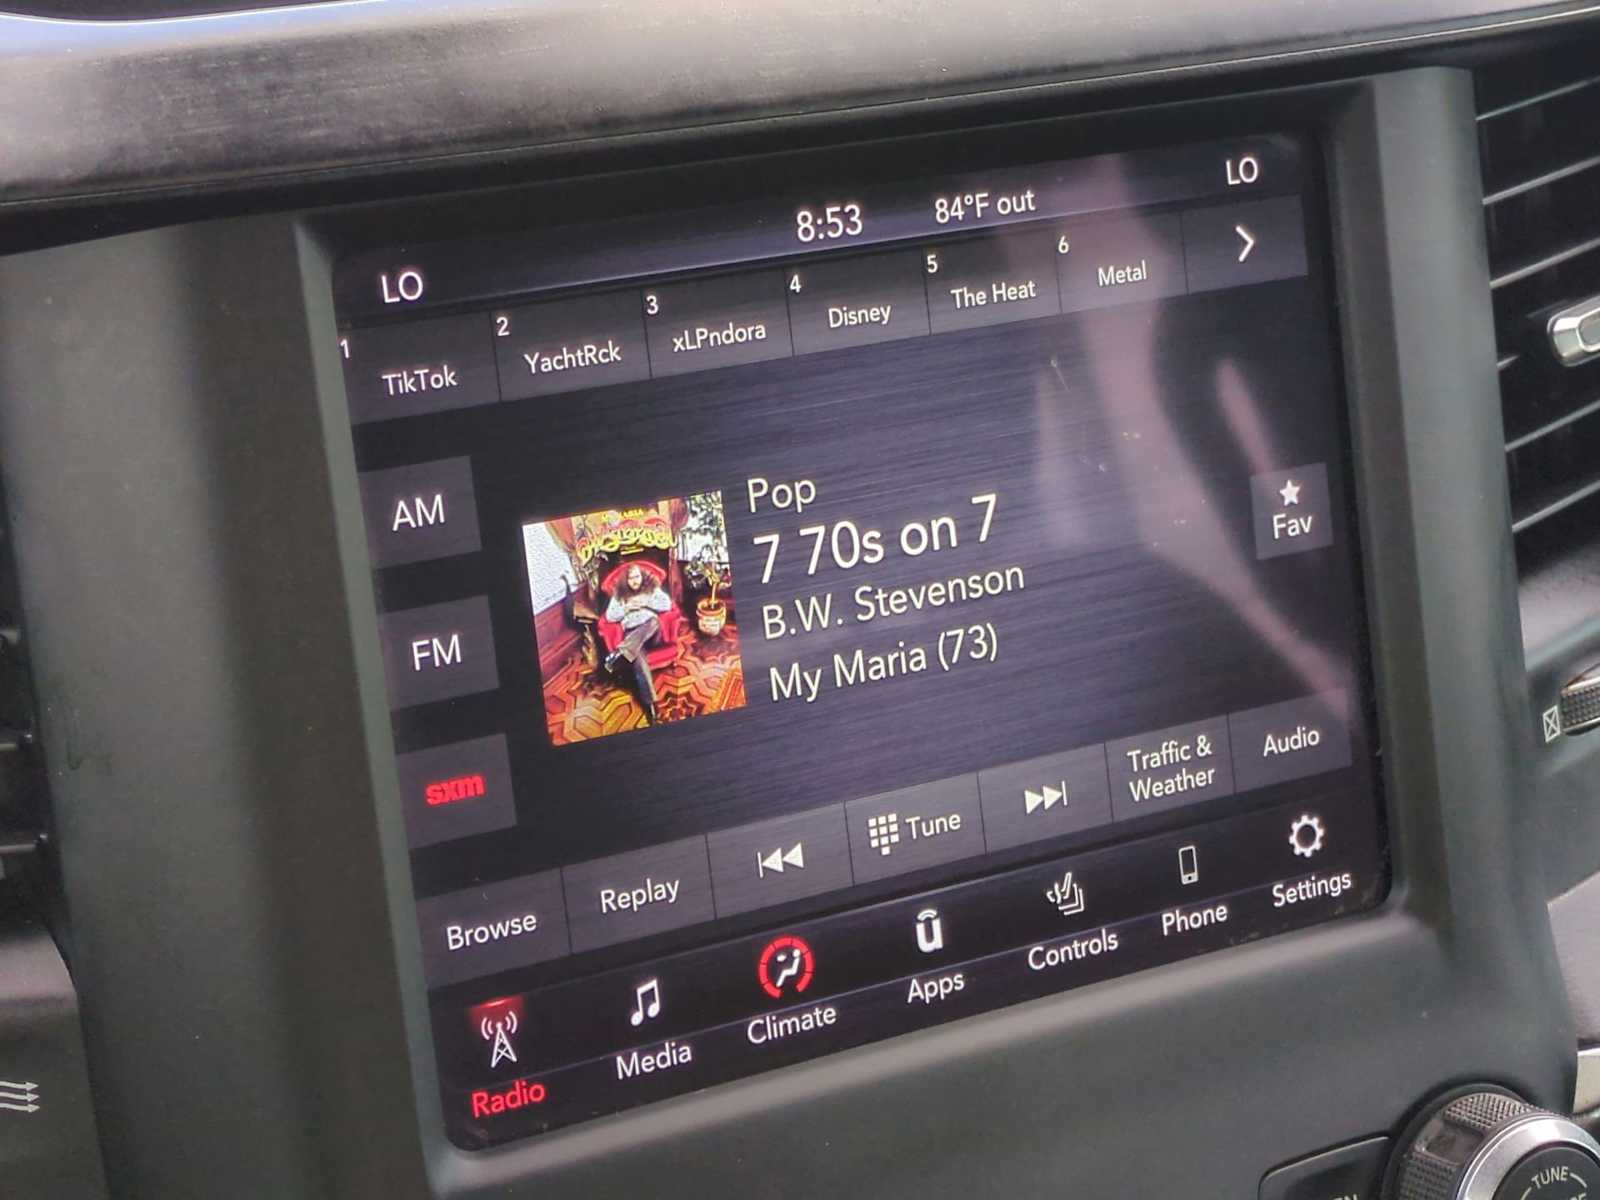 LO
8:53
84°F out
LO
1 TikTok
2 YachtRck
3 xLPndora
4 Disney
5 The Heat
6 Metal
AM
FM
sxm
Pop
7 70s on 7
B.W. Stevenson
My Maria (73)
Fav
Browse
Replay
Tune
Traffic &
Weather
Audio
Radio
Media
Climate
Apps
Controls
Phone
Settings
TUNE